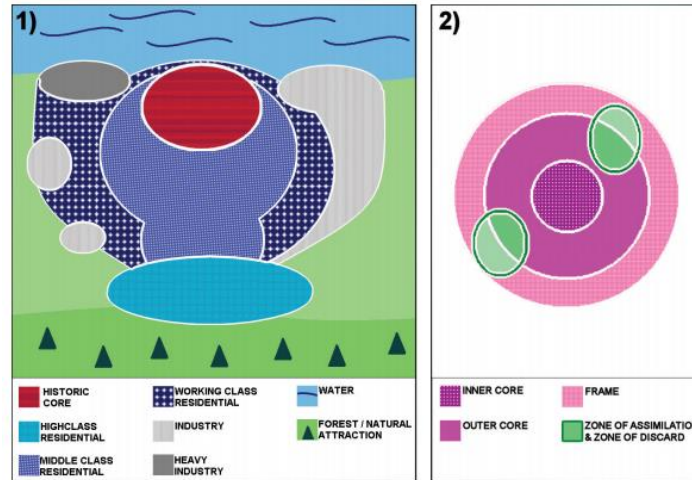 1)
2)
HISTORIC
CORE
WORKING CLASS
RESIDENTIAL
WATER
HIGHCLASS
RESIDENTIAL
INDUSTRY
FOREST / NATURAL
ATTRACTION
MIDDLE CLASS
RESIDENTIAL
HEAVY
INDUSTRY
INNER CORE
FRAME
OUTER CORE
ZONE OF ASSIMILATIO
& ZONE OF DISCARD